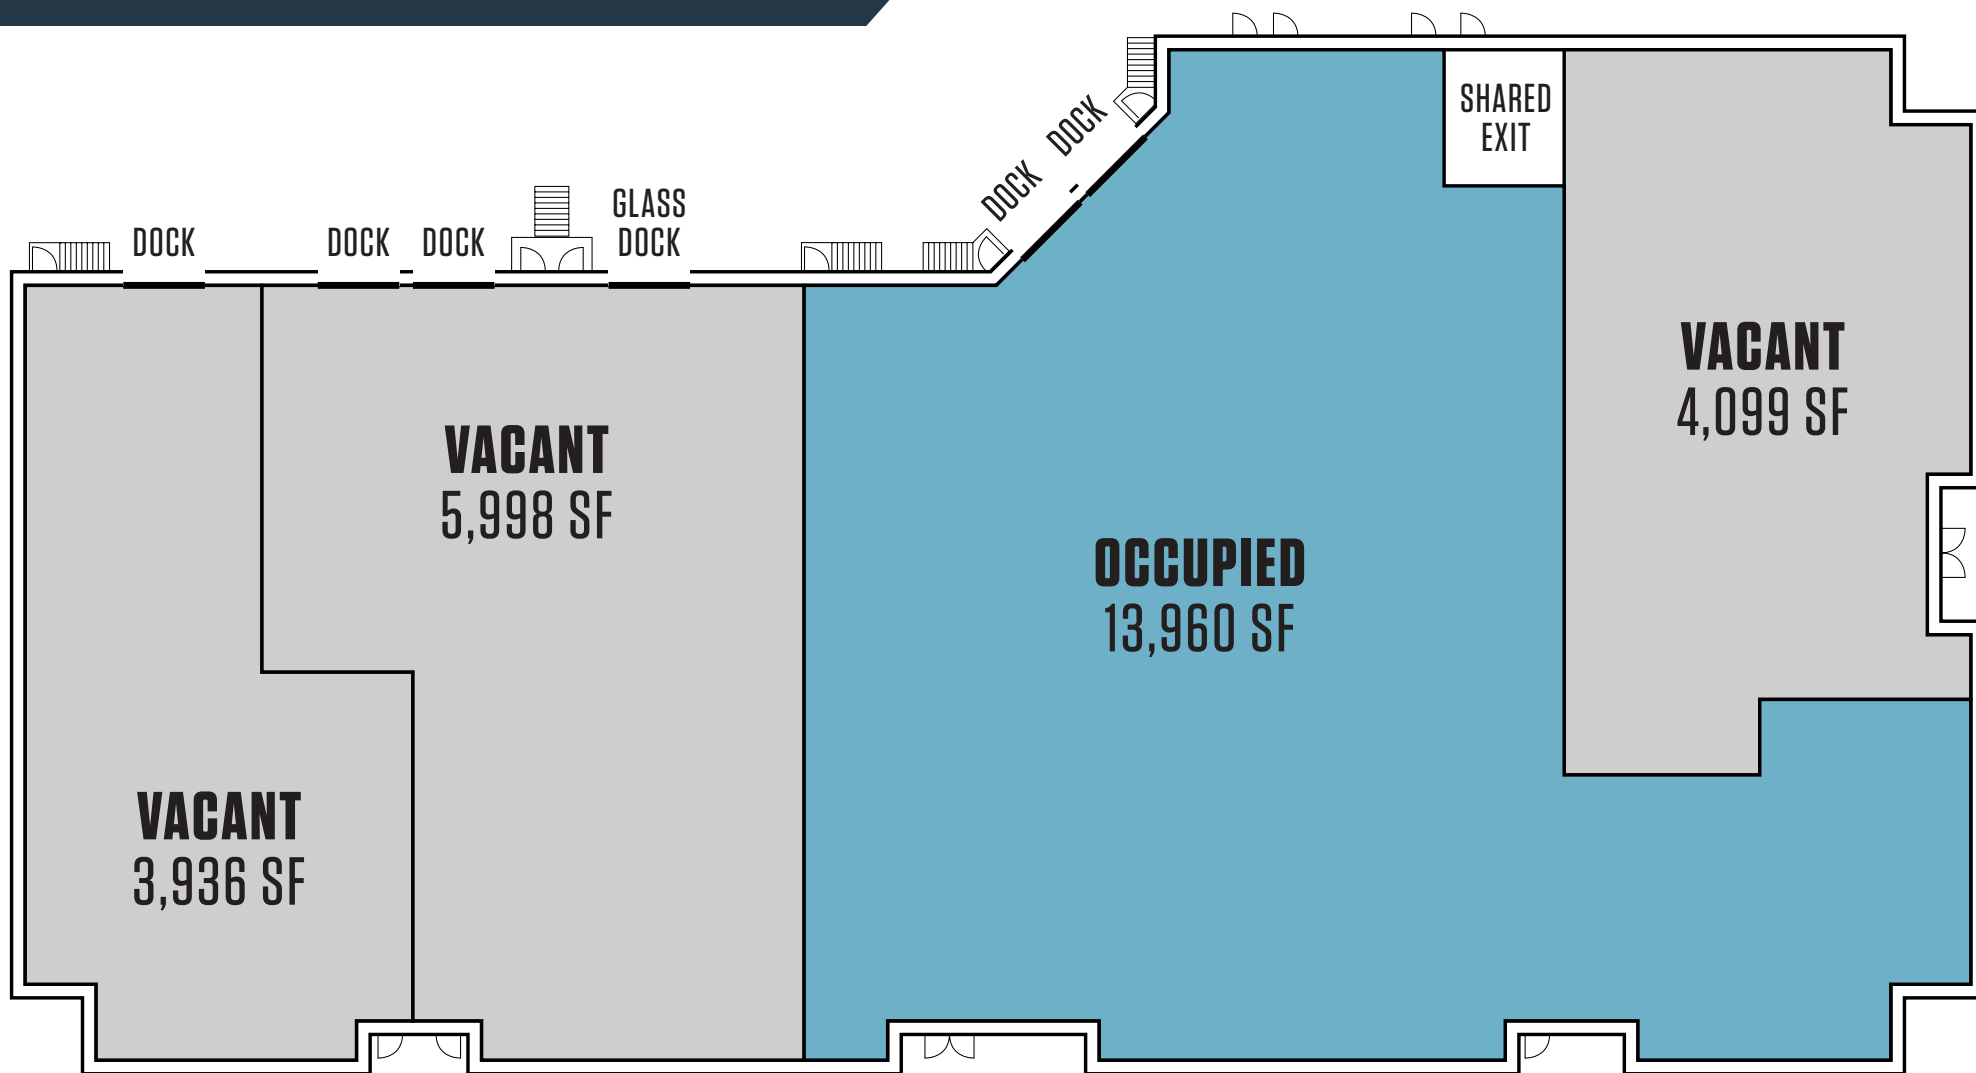 DOCK
DOCK
DOCK
GLASS
DOCK
DOCK
DOCK
SHARED
EXIT
VACANT
3,936 SF
VACANT
5,998 SF
OCCUPIED
13,960 SF
VACANT
4,099 SF